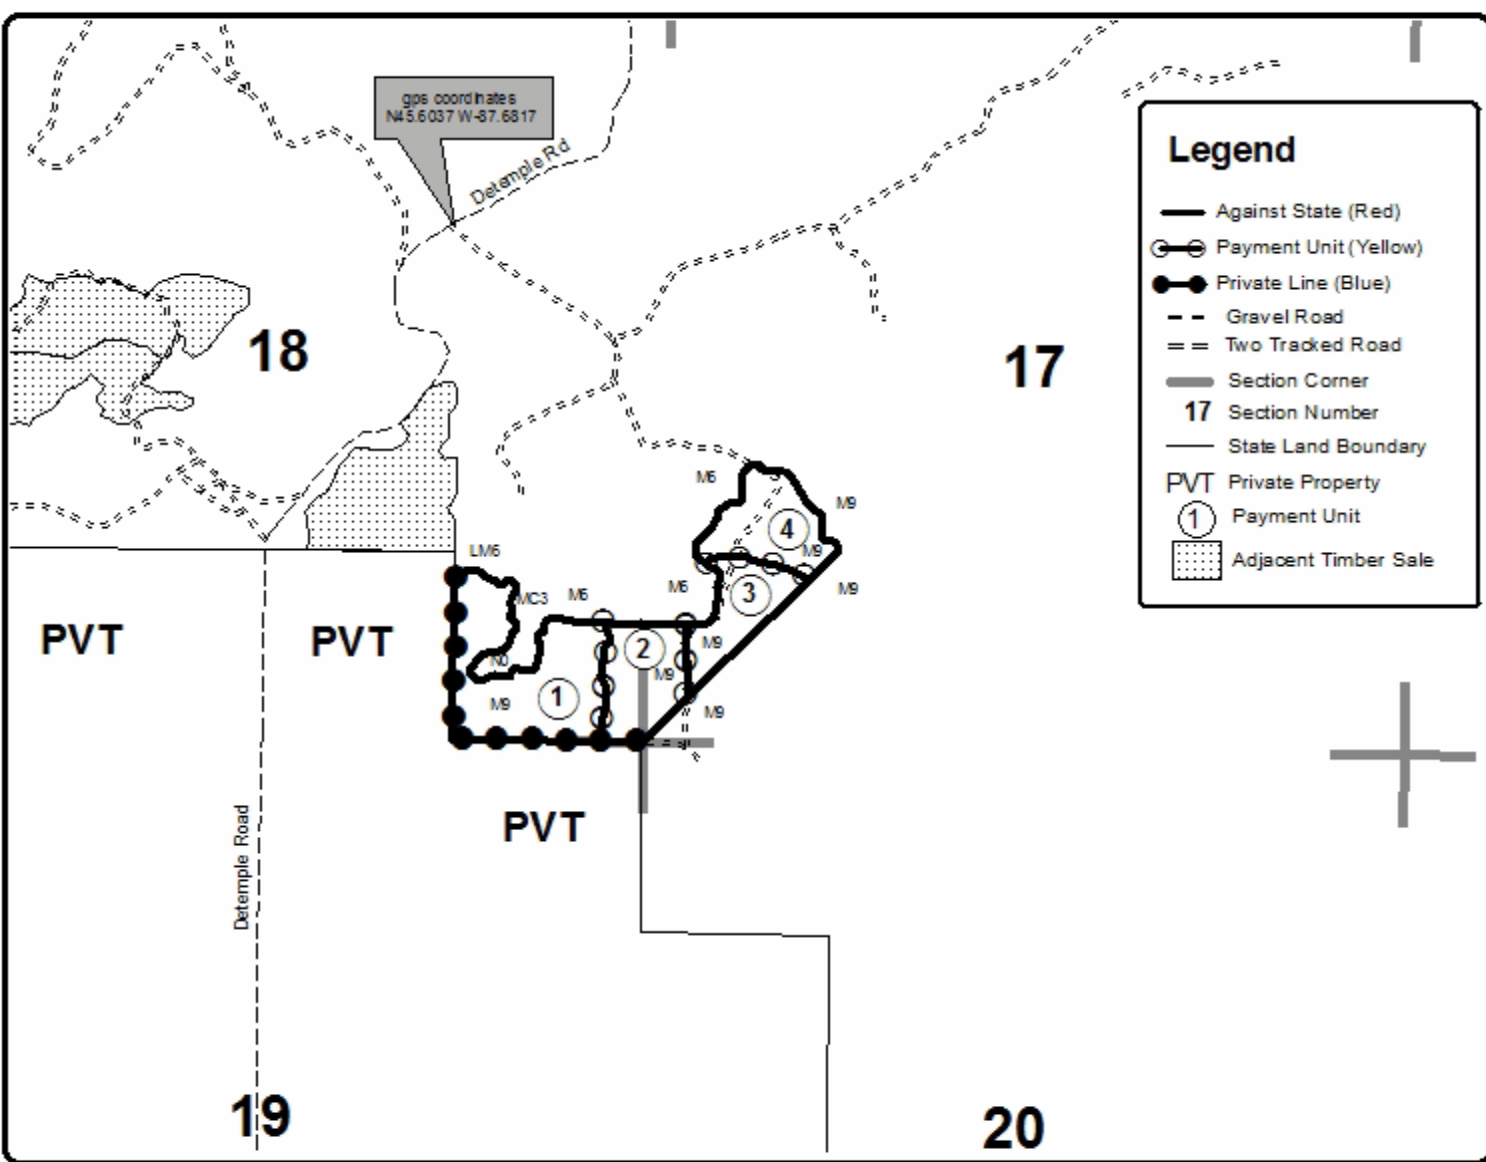 gps coordinates
N45.6037 W-87.6817
Detemple Rd
Legend
Against State (Red)
Payment Unit (Yellow)
Private Line (Blue)
Gravel Road
Two Tracked Road
Section Corner
17 Section Number
State Land Boundary
PVT Private Property
1 Payment Unit
Adjacent Timber Sale
18
17
M6
M9
4
LM6
M9
M6
3
M9
MC3
M6
PVT
PVT
2
M9
N0
M9
M9
1
M9
PVT
Detemple Road
19
20